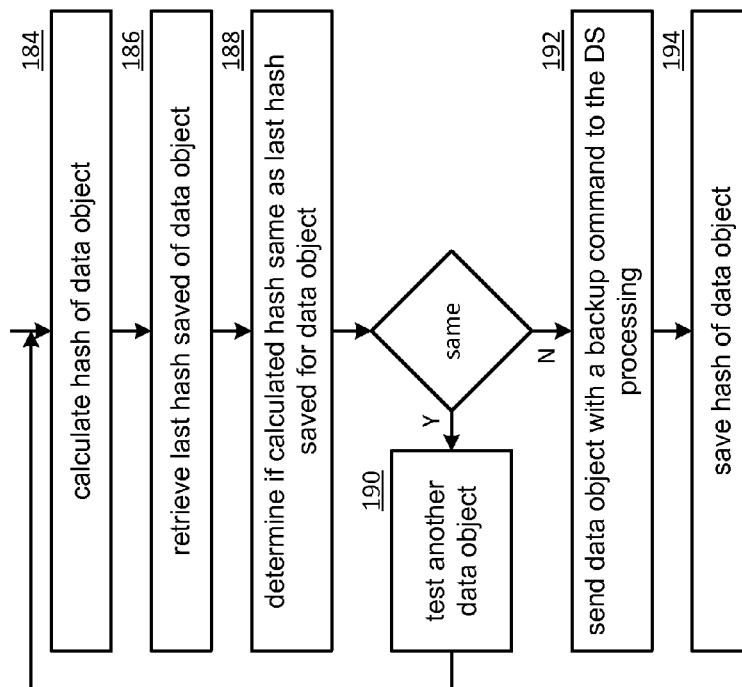 184
calculate hash of data object
186
retrieve last hash saved of data object
188
determine if calculated hash same as last hash
saved for data object
same
Y
N
190
test another
data object
192
send data object with a backup command to the DS
processing
194
save hash of data object